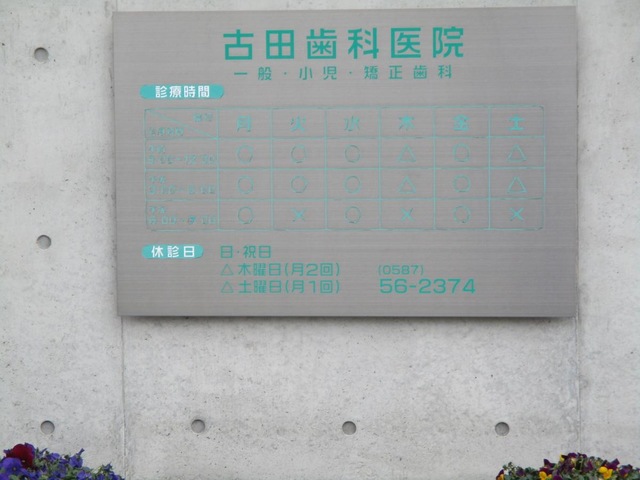 古田歯科医院
一般・小児・矯正歯科
診療時間
月 火 水 木 金 土
○ ○ ○ △ ○ △
○ ○ ○ △ ○ △
○ × ○ × ○ ×
休診日 日・祝日
△木曜日(月2回) (0587)
△土曜日(月1回) 56-2374